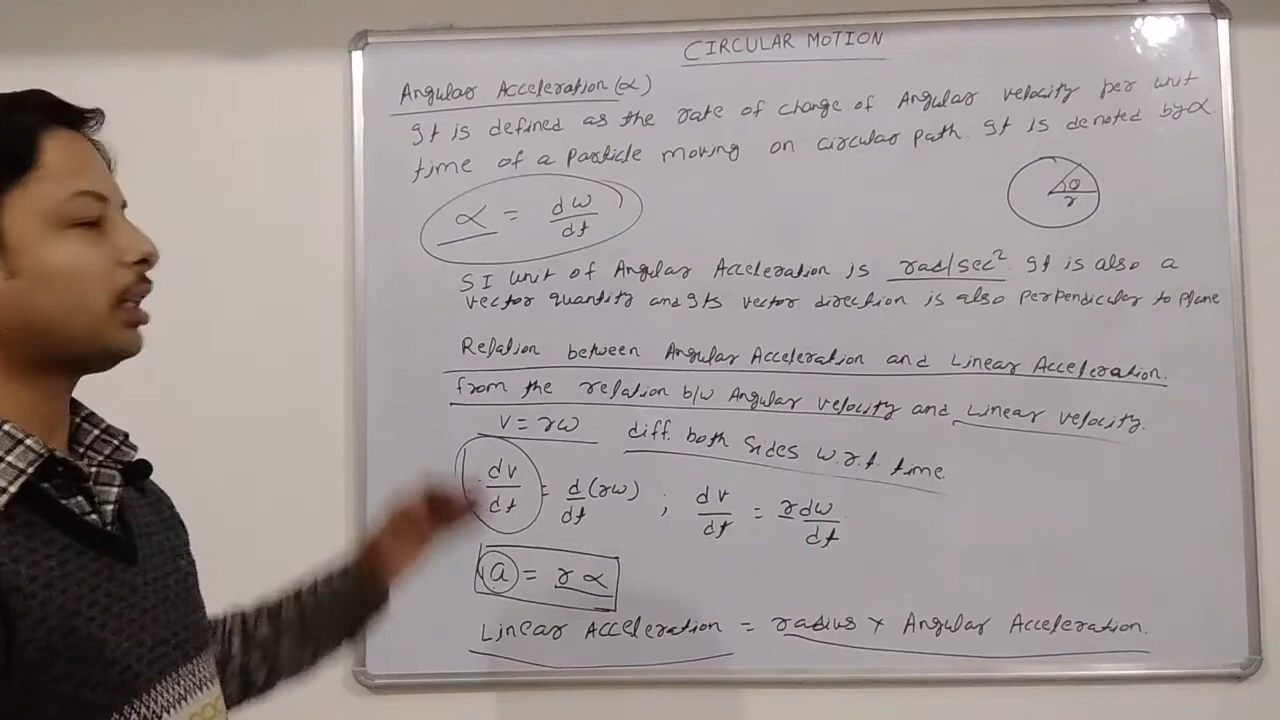 CIRCULAR MOTION
Angular Acceleration (α)
It is defined as the rate of change of Angular velocity per unit
time of a Particle moving on circular path. It is denoted by α
θ
r
α = dω/dt
SI unit of Angular Acceleration is rad/sec². It is also a
vector quantity and Its vector direction is also perpendicular to plane
Relation between Angular Acceleration and Linear Acceleration.
from the relation b/w Angular velocity and Linear velocity.
v = rω diff. both sides w.r.t. time.
dv/dt = d/dt (rω) ; dv/dt = r dω/dt
a = r α
Linear Acceleration = radius × Angular Acceleration.